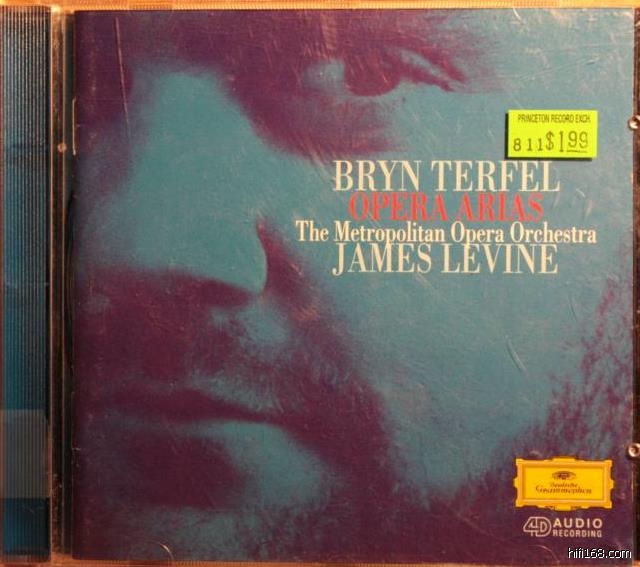 PRINCETON RECORD EXCH.
811 $1.99
BRYN TERFEL
OPERA ARIAS
The Metropolitan Opera Orchestra
JAMES LEVINE
Deutsche
Grammophon
4D AUDIO
RECORDING
hifi168.com